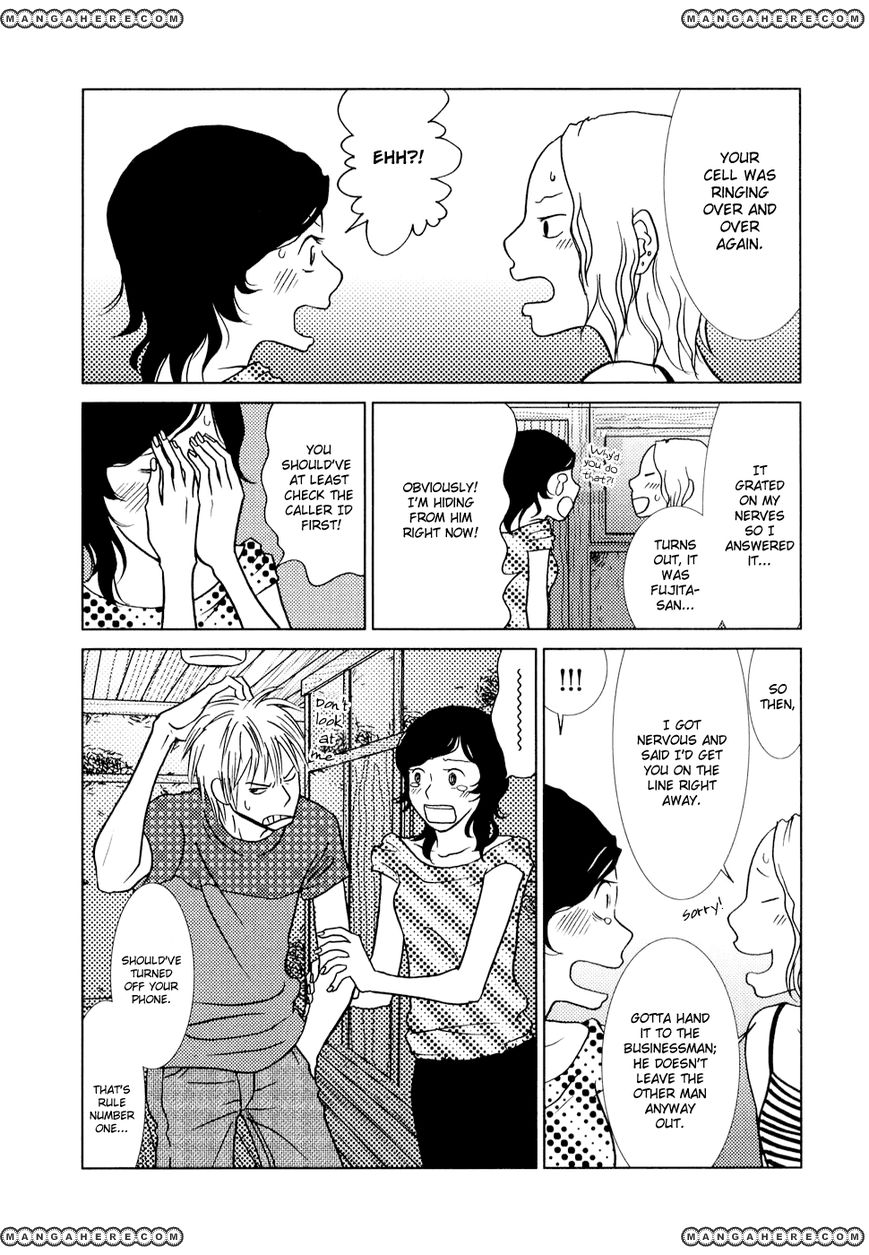 MANGAHERE.COM
MANGAHERE.COM
YOUR
CELL WAS
RINGING
OVER AND
OVER
AGAIN.
EHH?!
IT
GRATED
ON MY
NERVES
SO I
ANSWERED
IT...
TURNS
OUT, IT
WAS
FUJITA-
SAN...
Why'd
you do
that?!
OBVIOUSLY!
I'M HIDING
FROM HIM
RIGHT NOW!
YOU
SHOULD'VE
AT LEAST
CHECK THE
CALLER ID
FIRST!
SO
THEN,
I GOT
NERVOUS AND
SAID I'D GET
YOU ON THE
LINE RIGHT
AWAY.
!!!
sorry!
GOTTA HAND
IT TO THE
BUSINESSMAN;
HE DOESN'T
LEAVE THE
OTHER MAN
ANYWAY
OUT.
Don't
look
at
me
SHOULD'VE
TURNED
OFF YOUR
PHONE.
THAT'S
RULE
NUMBER
ONE...
MANGAHERE.COM
MANGAHERE.COM